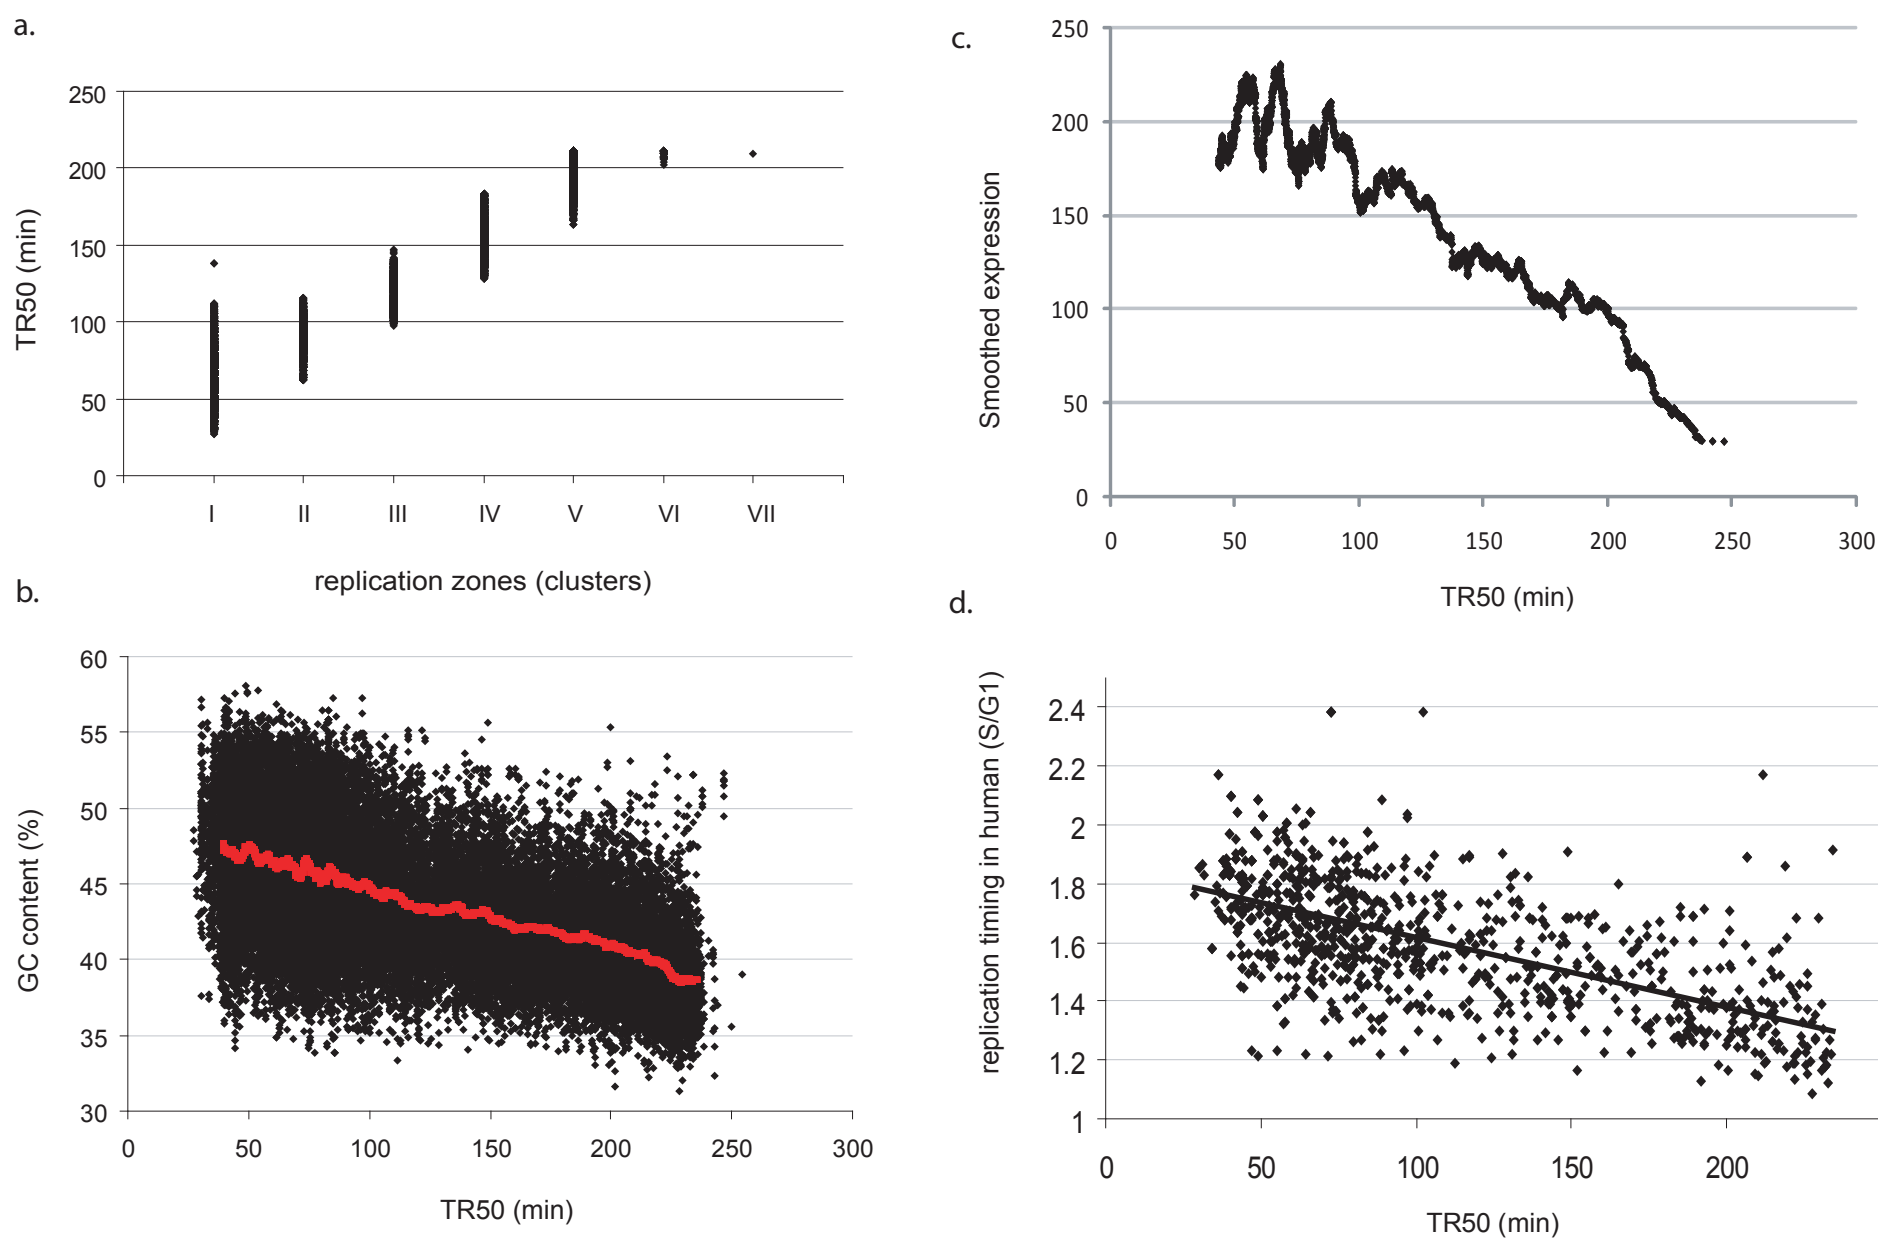 a.
250
200
150
100
50
0
TR50 (min)
I II III IV V VI VII
replication zones (clusters)
b.
60
55
50
45
40
35
30
GC content (%)
0 50 100 150 200 250 300
TR50 (min)
c.
250
200
150
100
50
0
Smoothed expression
0 50 100 150 200 250 300
TR50 (min)
d.
2.4
2.2
2
1.8
1.6
1.4
1.2
1
replication timing in human (S/G1)
0 50 100 150 200
TR50 (min)